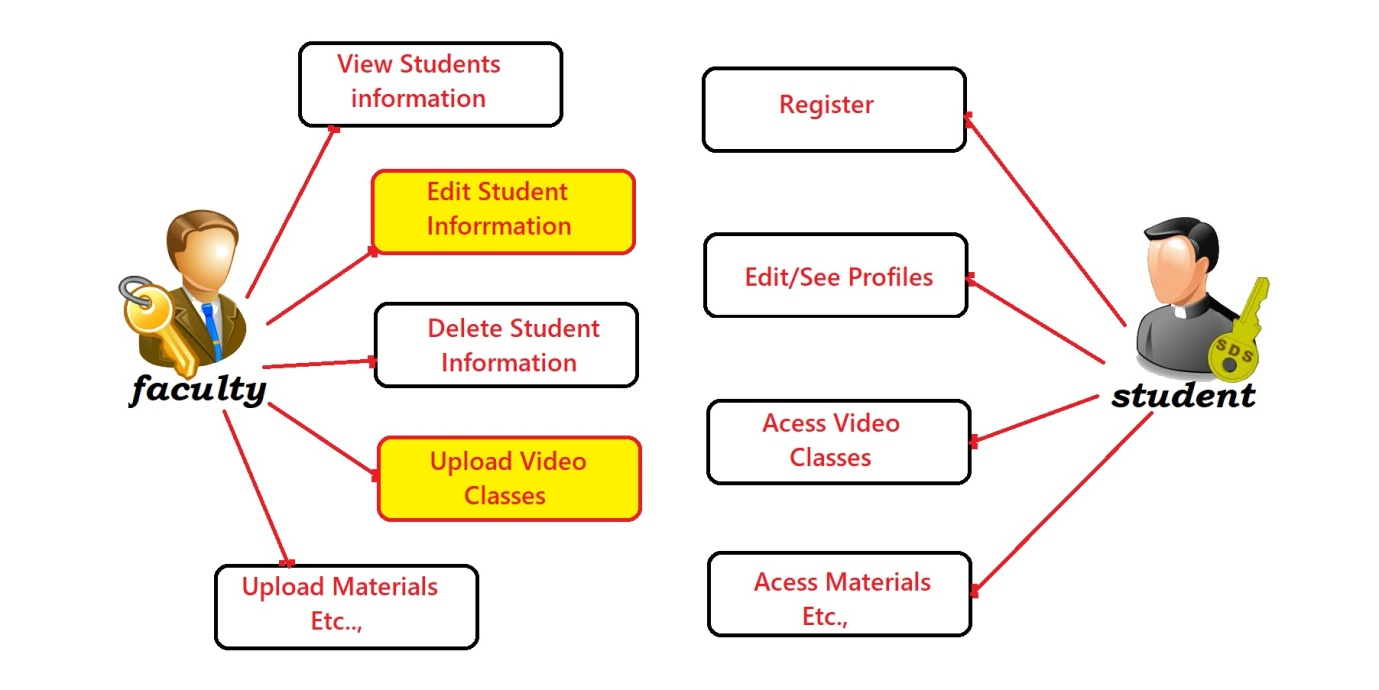 View Students
information
Edit Student
Inforrmation
Delete Student
Information
faculty
Upload Video
Classes
Upload Materials
Etc..,
Register
Edit/See Profiles
SDS
student
Acess Video
Classes
Acess Materials
Etc.,